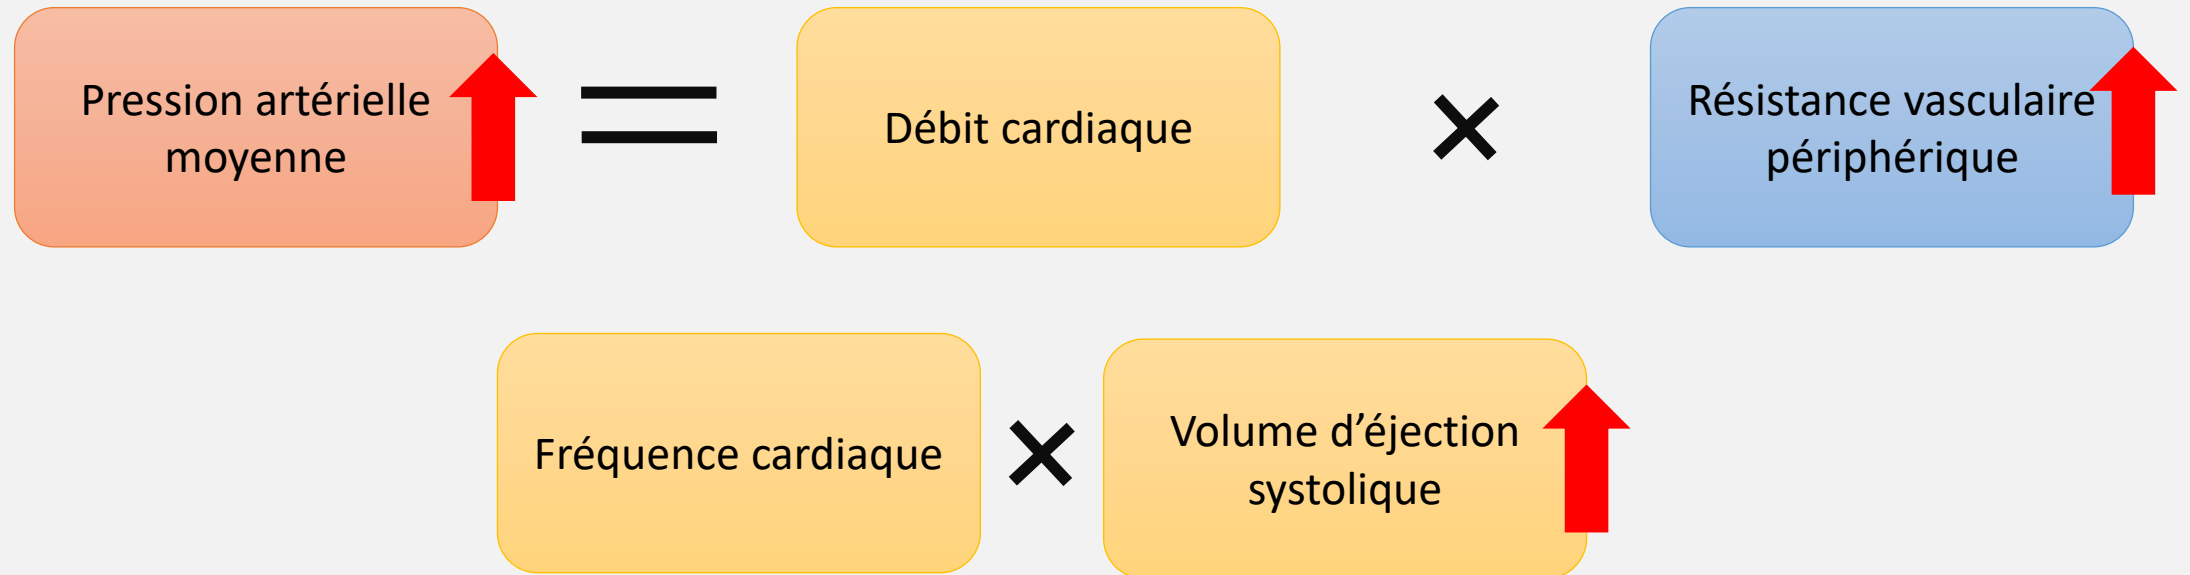 Pression artérielle
moyenne
Débit cardiaque
Résistance vasculaire
périphérique
Fréquence cardiaque
Volume d’éjection
systolique